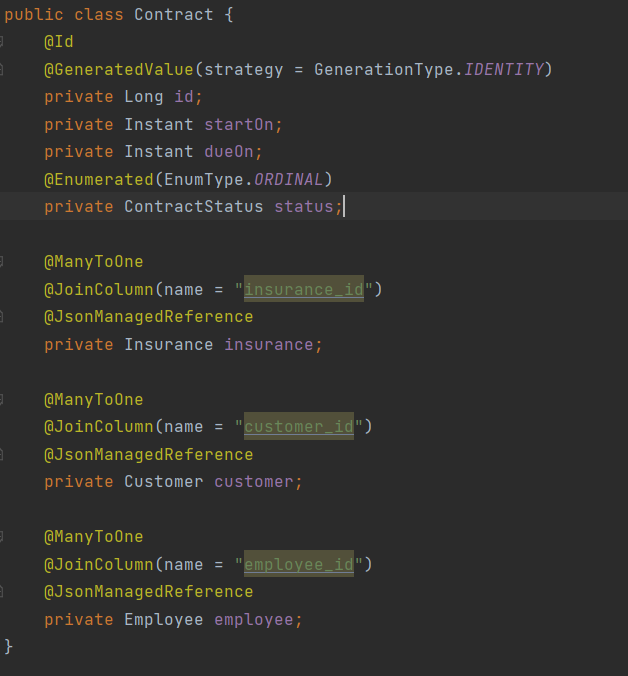 public class Contract {
@Id
@GeneratedValue(strategy = GenerationType.IDENTITY)
private Long id;
private Instant startOn;
private Instant dueOn;
@Enumerated(EnumType.ORDINAL)
private ContractStatus status;
@ManyToOne
@JoinColumn(name = "insurance_id")
@JsonManagedReference
private Insurance insurance;
@ManyToOne
@JoinColumn(name = "customer_id")
@JsonManagedReference
private Customer customer;
@ManyToOne
@JoinColumn(name = "employee_id")
@JsonManagedReference
private Employee employee;
}